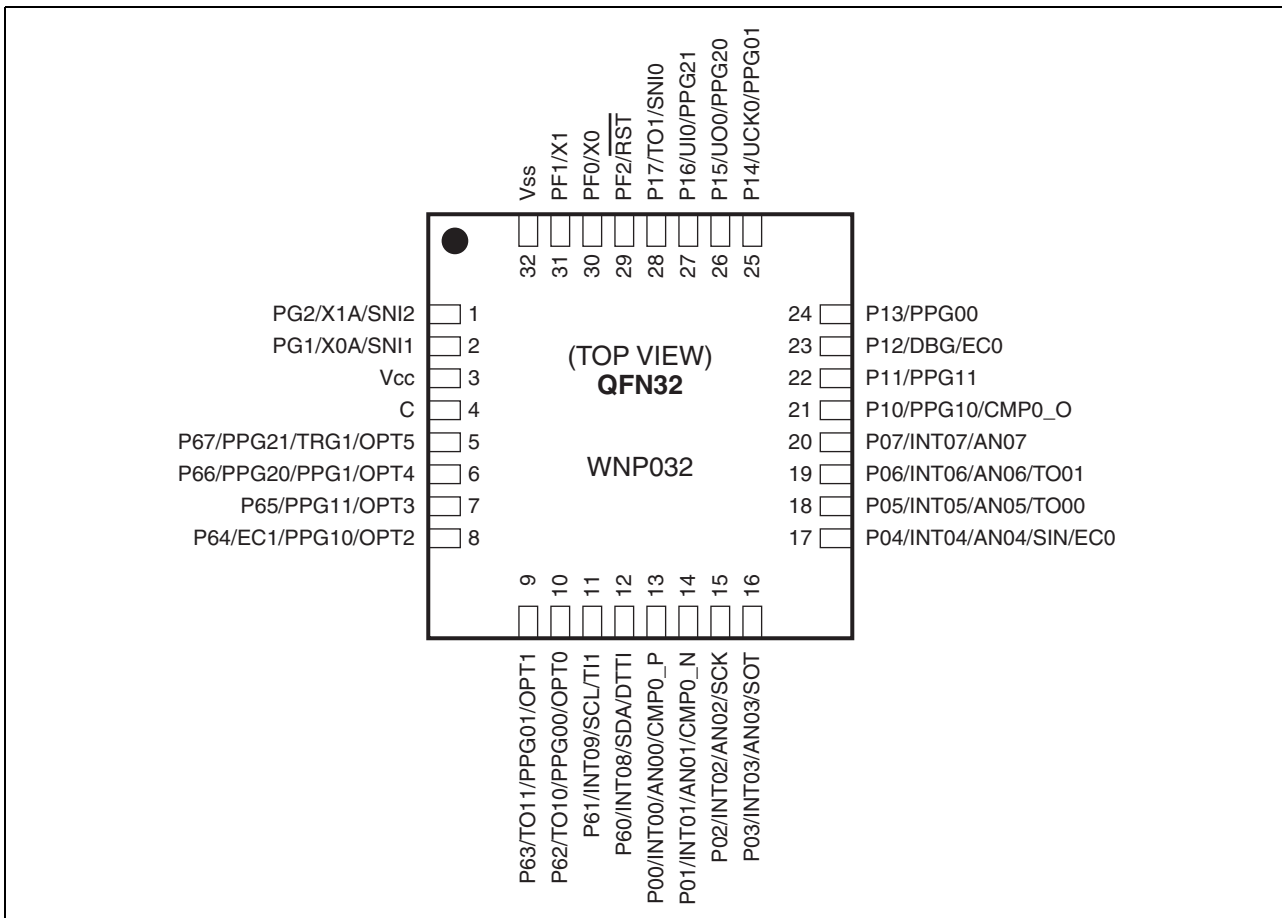 Vss
PF1/X1
PF0/X0
PF2/RST
P17/TO1/SNI0
P16/UI0/PPG21
P15/UO0/PPG20
P14/UCK0/PPG01
32
31
30
29
28
27
26
25
PG2/X1A/SNI2 1
PG1/X0A/SNI1 2
Vcc 3
C 4
P67/PPG21/TRG1/OPT5 5
P66/PPG20/PPG1/OPT4 6
P65/PPG11/OPT3 7
P64/EC1/PPG10/OPT2 8
(TOP VIEW)
QFN32
WNP032
24 P13/PPG00
23 P12/DBG/EC0
22 P11/PPG11
21 P10/PPG10/CMP0_O
20 P07/INT07/AN07
19 P06/INT06/AN06/TO01
18 P05/INT05/AN05/TO00
17 P04/INT04/AN04/SIN/EC0
9
10
11
12
13
14
15
16
P63/TO11/PPG01/OPT1
P62/TO10/PPG00/OPT0
P61/INT09/SCL/TI1
P60/INT08/SDA/DTTI
P00/INT00/AN00/CMP0_P
P01/INT01/AN01/CMP0_N
P02/INT02/AN02/SCK
P03/INT03/AN03/SOT